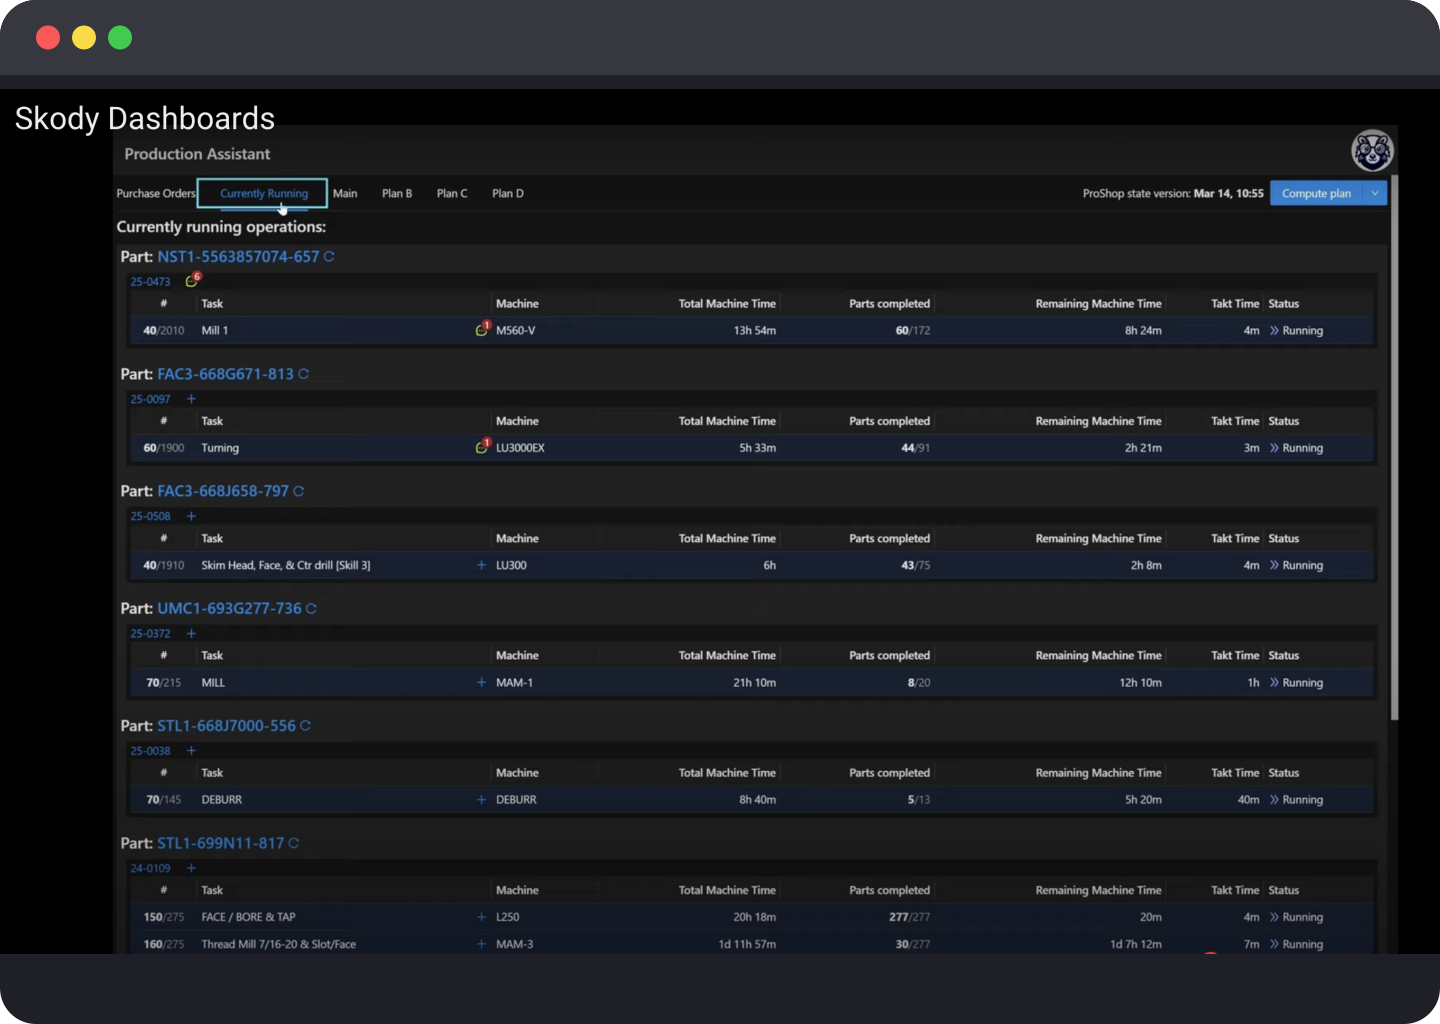 Skody Dashboards
Production Assistant
Purchase Orders Currently Running Main Plan B Plan C Plan D ProShop state version: Mar 14, 10:55 Compute plan
Currently running operations:
Part: NST1-5563857074-657
25-0473 6
# Task Machine Total Machine Time Parts completed Remaining Machine Time Takt Time Status
40/2010 Mill 1 1 M560-V 13h 54m 60/172 8h 24m 4m Running
Part: FAC3-668G671-813
25-0097 +
# Task Machine Total Machine Time Parts completed Remaining Machine Time Takt Time Status
60/1900 Turning 1 LU3000EX 5h 33m 44/91 2h 21m 3m Running
Part: FAC3-668J658-797
25-0508 +
# Task Machine Total Machine Time Parts completed Remaining Machine Time Takt Time Status
40/1910 Skim Head, Face, & Ctr drill [Skill 3] + LU300 6h 43/75 2h 8m 4m Running
Part: UMC1-693G277-736
25-0372 +
# Task Machine Total Machine Time Parts completed Remaining Machine Time Takt Time Status
70/215 MILL + MAM-1 21h 10m 8/20 12h 10m 1h Running
Part: STL1-668J7000-556
25-0038 +
# Task Machine Total Machine Time Parts completed Remaining Machine Time Takt Time Status
70/145 DEBURR + DEBURR 8h 40m 5/13 5h 20m 40m Running
Part: STL1-699N11-817
24-0109 +
# Task Machine Total Machine Time Parts completed Remaining Machine Time Takt Time Status
150/275 FACE / BORE & TAP + L250 20h 18m 277/277 20m 4m Running
160/275 Thread Mill 7/16-20 & Slot/Face + MAM-3 1d 11h 57m 30/277 1d 7h 12m 7m Running